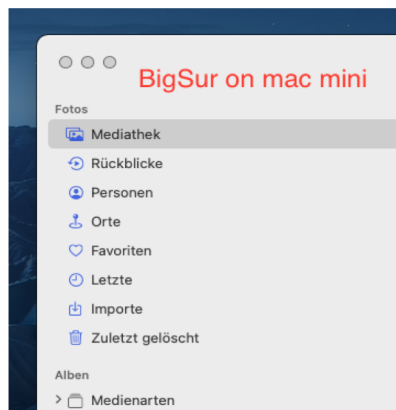 BigSur on mac mini
Fotos
Mediathek
Rückblicke
Personen
Orte
Favoriten
Letzte
Importe
Zuletzt gelöscht
Alben
Medienarten